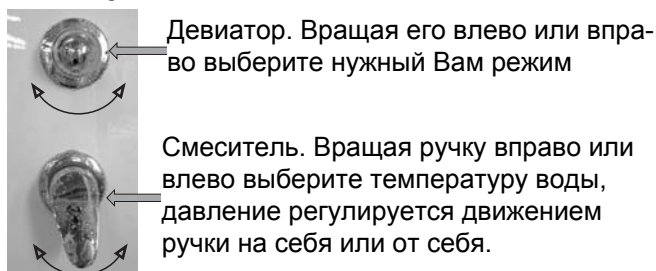 Девиатор. Вращая его влево или впра-
во выберите нужный Вам режим
Смеситель. Вращая ручку вправо или
влево выберите температуру воды,
давление регулируется движением
ручки на себя или от себя.